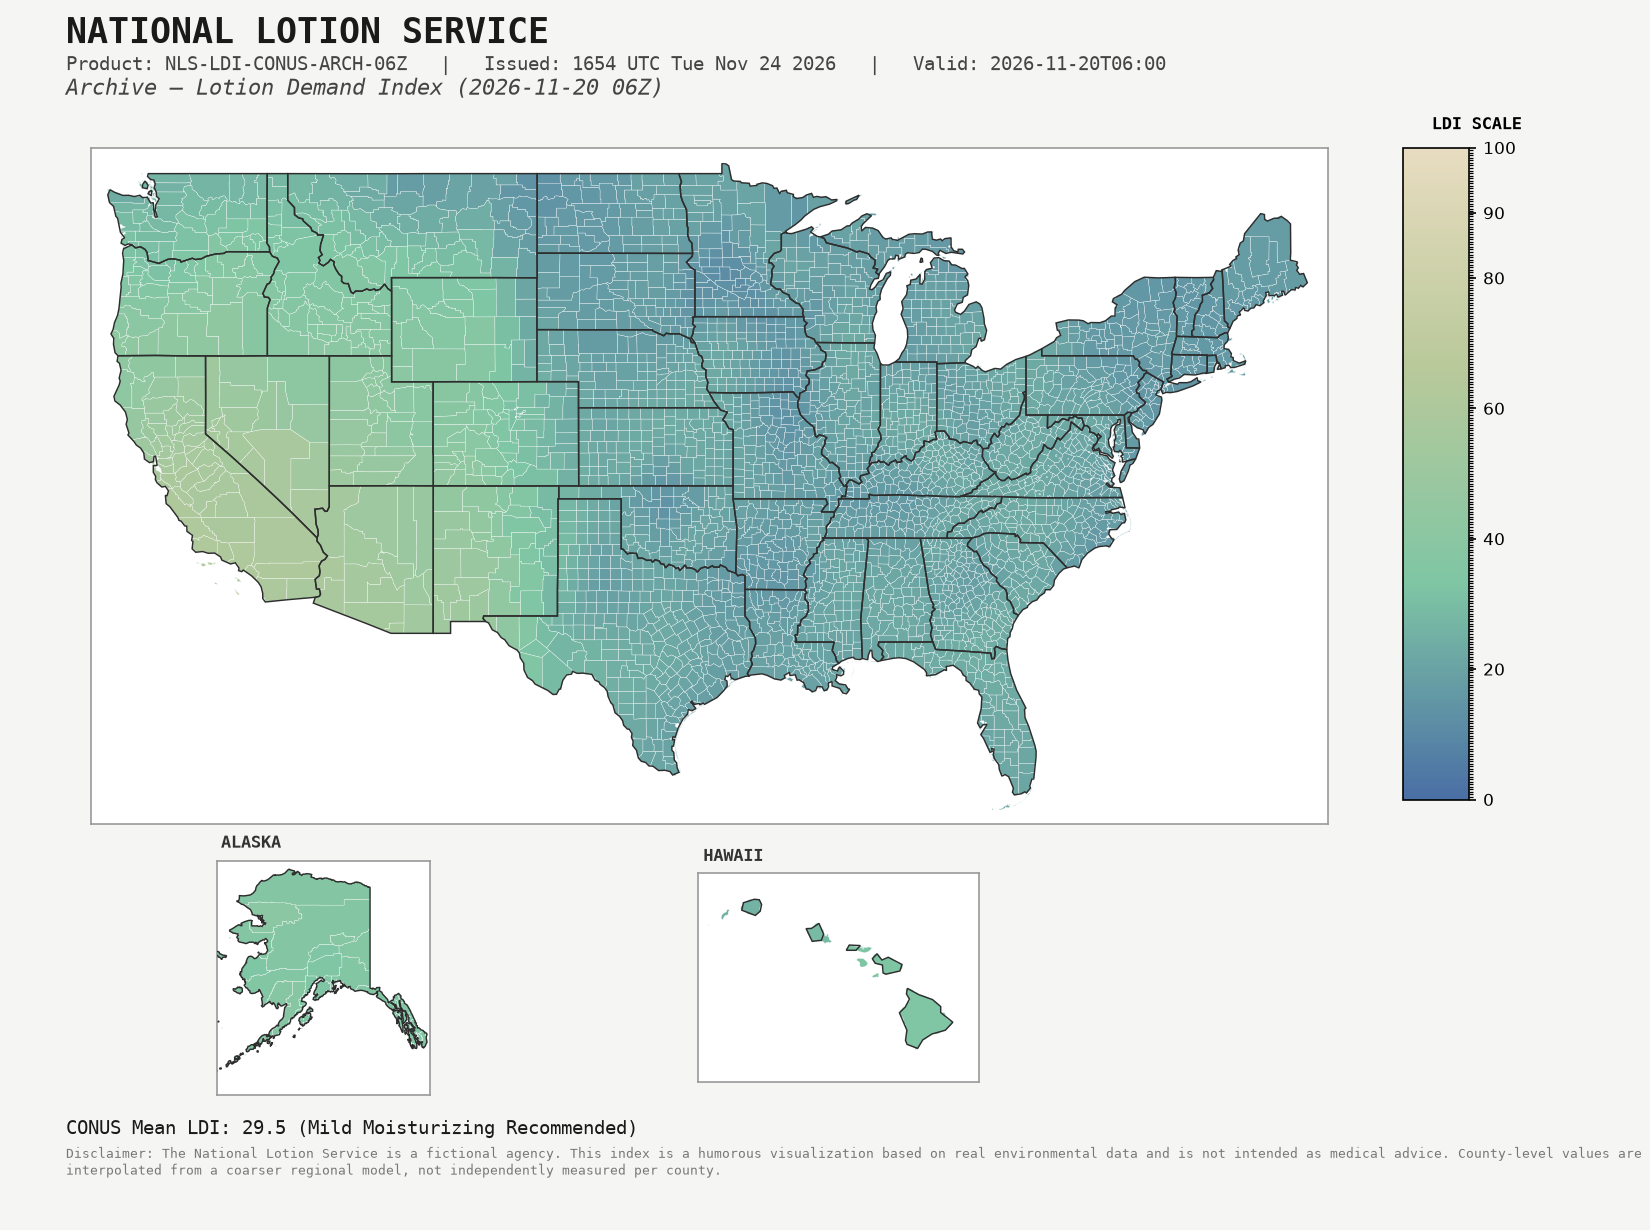 NATIONAL LOTION SERVICE
Product: NLS-LDI-CONUS-ARCH-06Z | Issued: 1654 UTC Tue Nov 24 2026 | Valid: 2026-11-20T06:00
Archive — Lotion Demand Index (2026-11-20 06Z)
LDI SCALE
100
90
80
60
40
20
0
ALASKA
HAWAII
CONUS Mean LDI: 29.5 (Mild Moisturizing Recommended)
Disclaimer: The National Lotion Service is a fictional agency. This index is a humorous visualization based on real environmental data and is not intended as medical advice. County-level values are
interpolated from a coarser regional model, not independently measured per county.